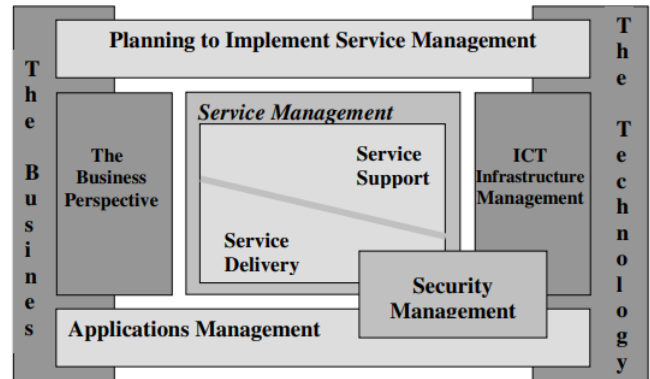 Planning to Implement Service Management
The Business
The Technology
Service Management
The
Business
Perspective
Service
Support
ICT
Infrastructure
Management
Service
Delivery
Security
Management
Applications Management